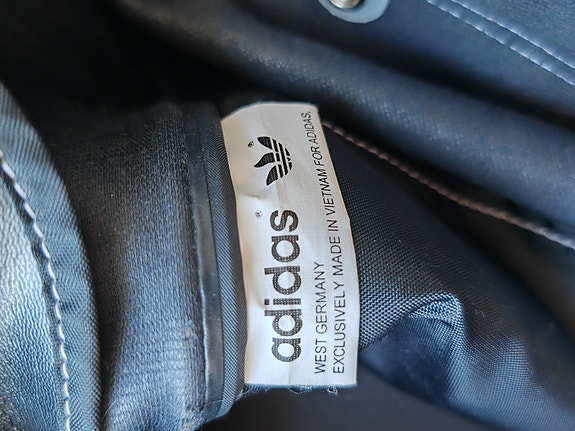 adidas
WEST GERMANY
EXCLUSIVELY MADE IN VIETNAM FOR ADIDAS,